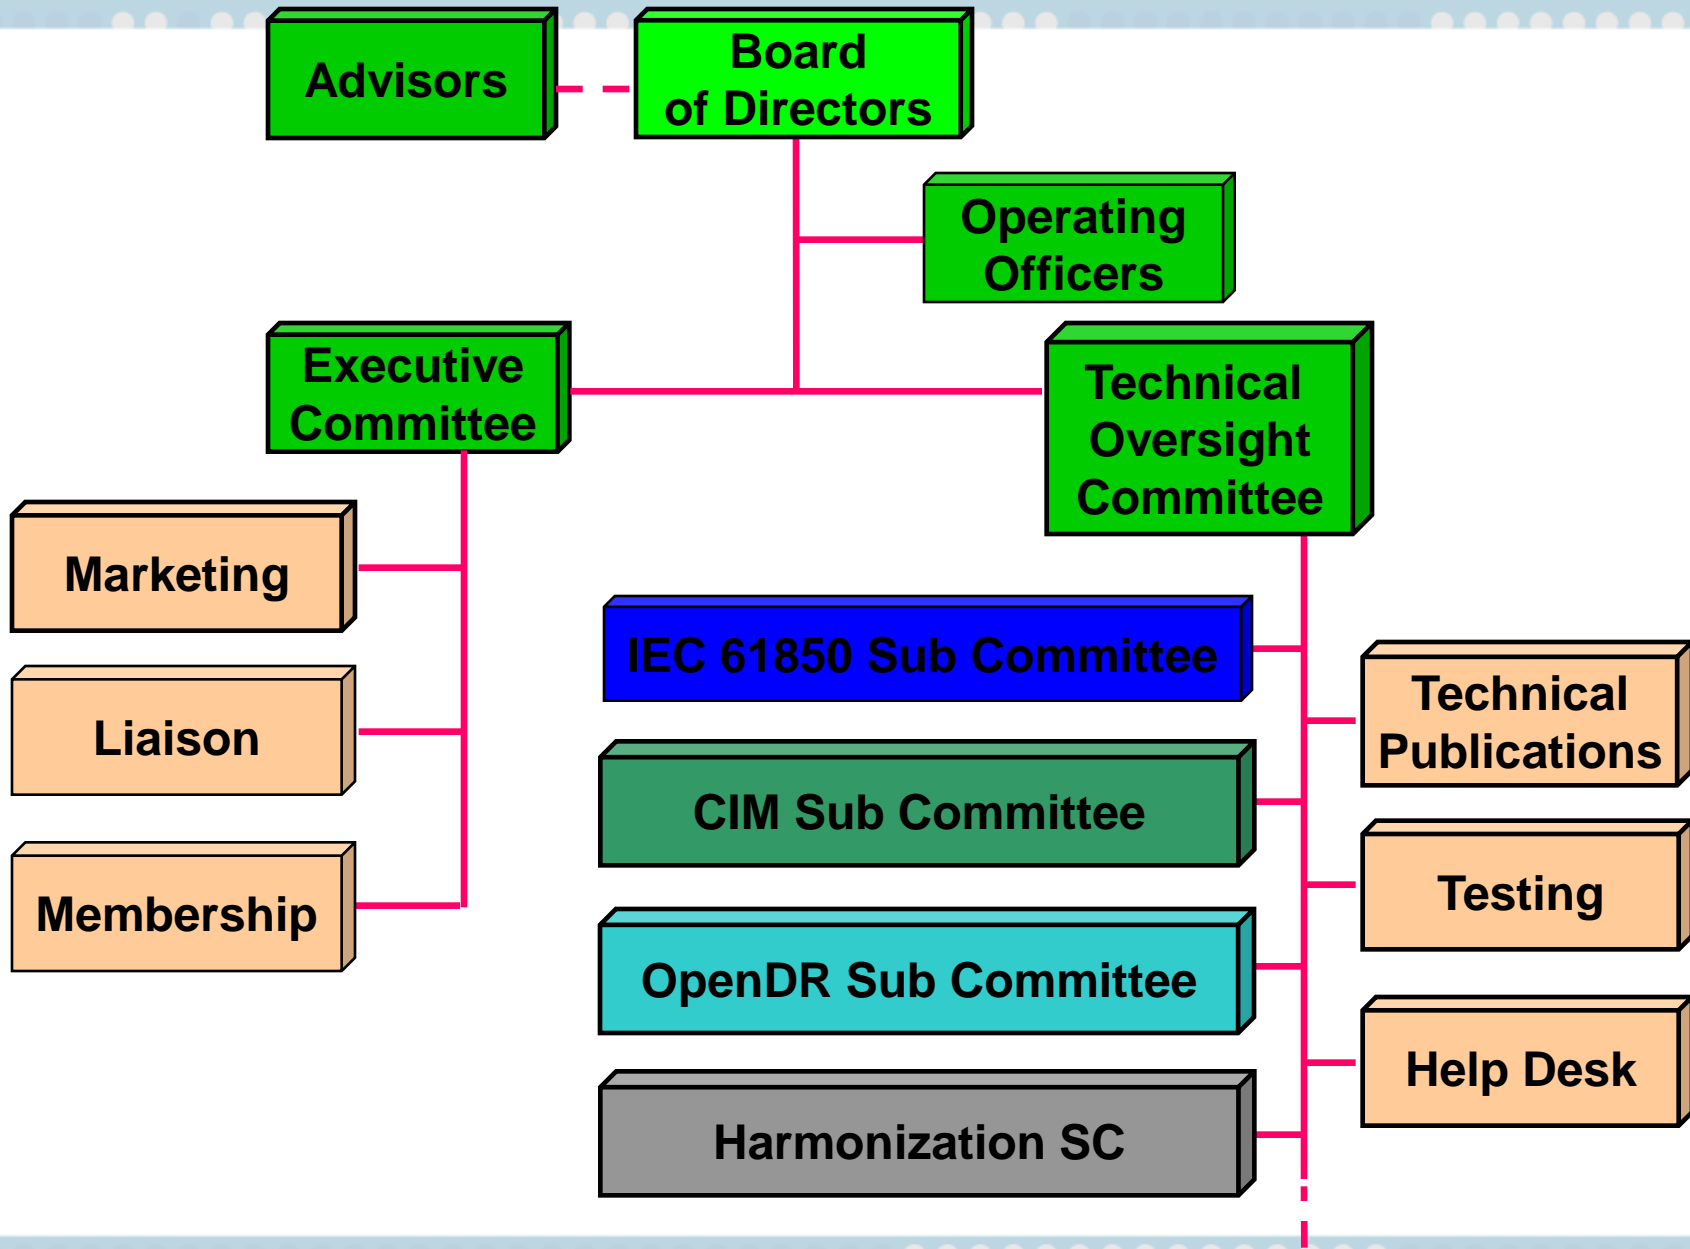 Advisors
Board
of Directors
Operating
Officers
Executive
Committee
Technical
Oversight
Committee
Marketing
Liaison
Membership
IEC 61850 Sub Committee
CIM Sub Committee
OpenDR Sub Committee
Harmonization SC
Technical
Publications
Testing
Help Desk